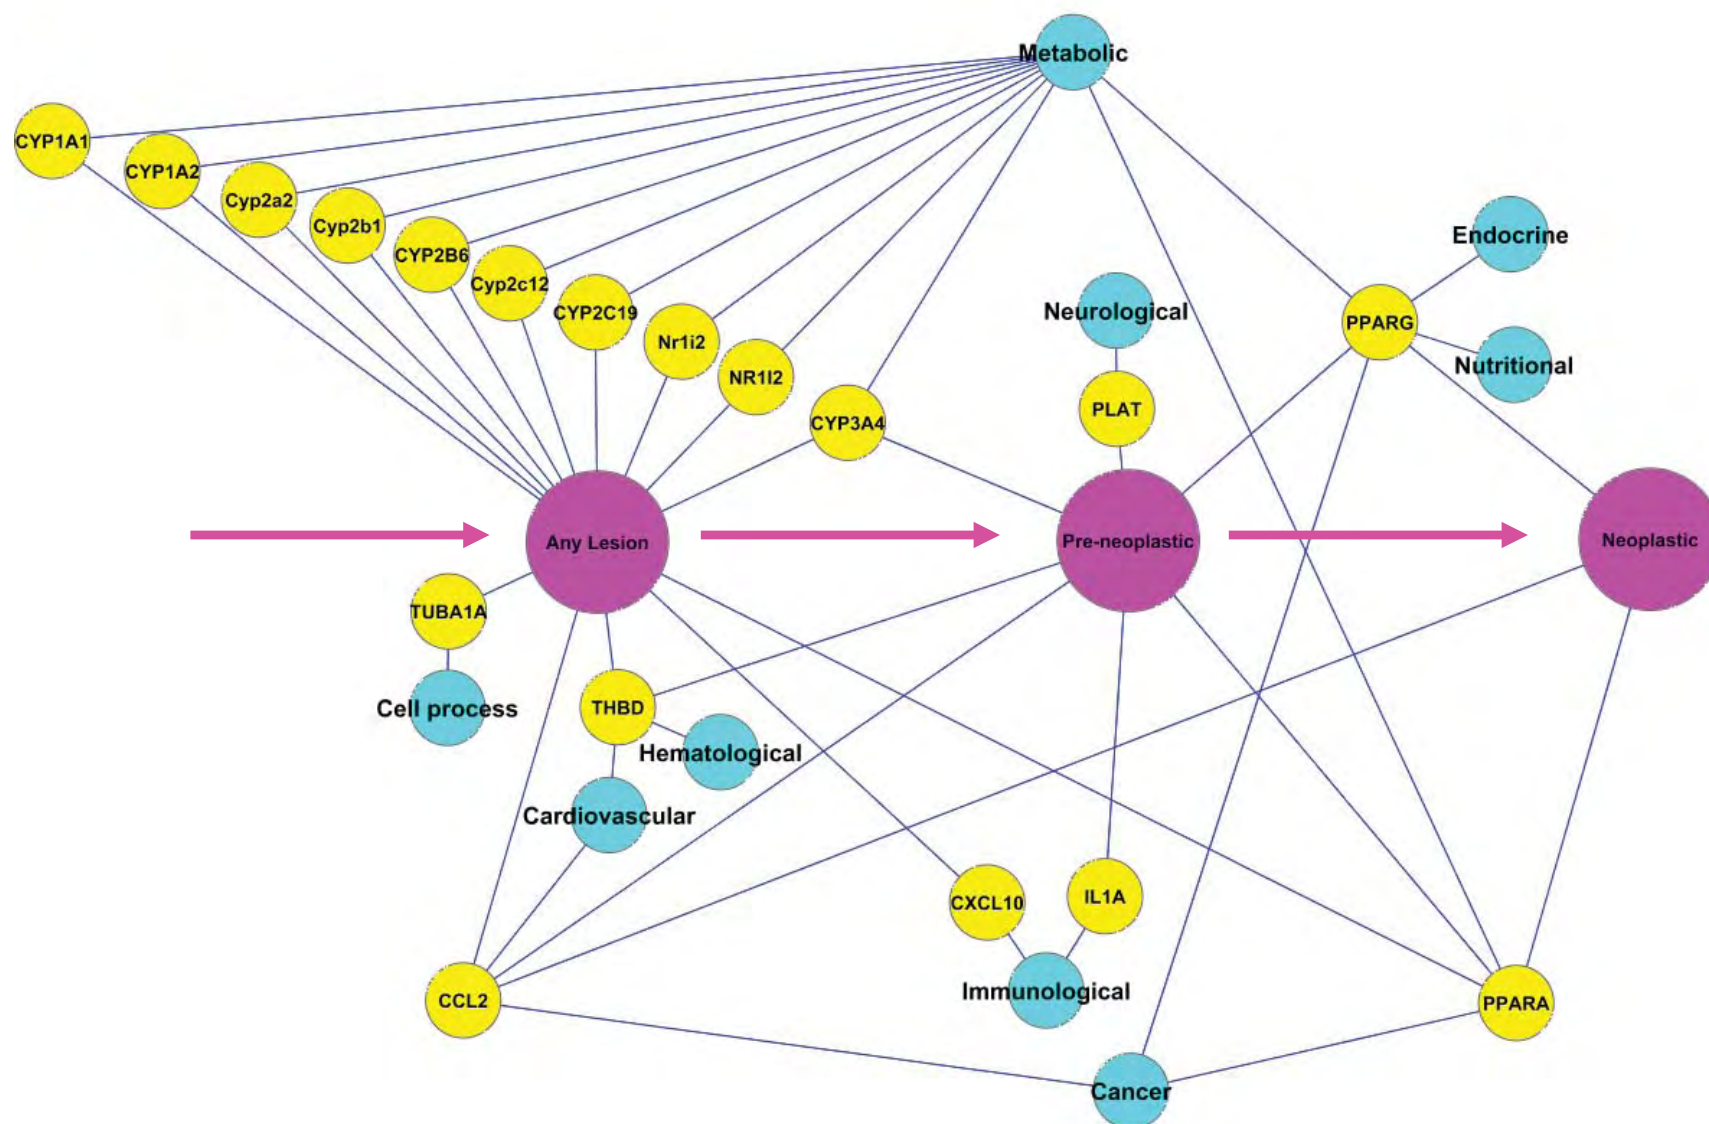 Metabolic
CYP1A1
CYP1A2
Cyp2a2
Cyp2b1
CYP2B6
Cyp2c12
CYP2C19
Nr1i2
NR1I2
CYP3A4
Neurological
PLAT
Endocrine
PPARG
Nutritional
Any Lesion
Pre-neoplastic
Neoplastic
TUBA1A
Cell process
THBD
Hematological
Cardiovascular
CXCL10
IL1A
CCL2
Immunological
PPARA
Cancer